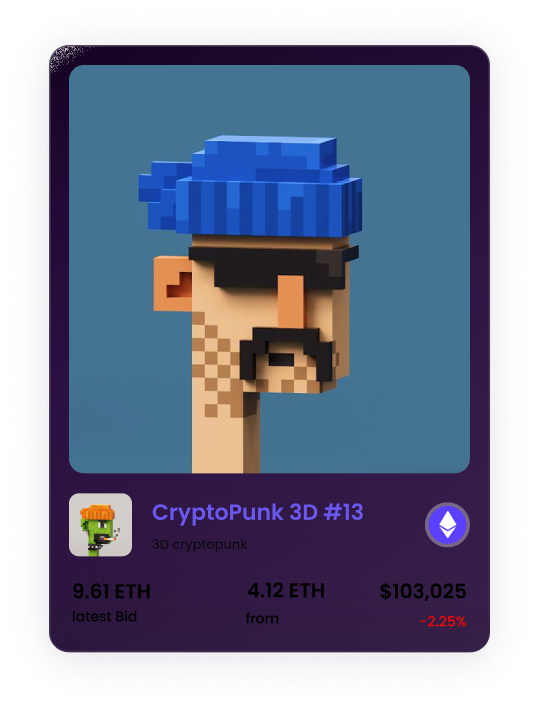 CryptoPunk 3D #13
3D cryptopunk
9.61 ETH 4.12 ETH $103,025
latest Bid from -2.25%